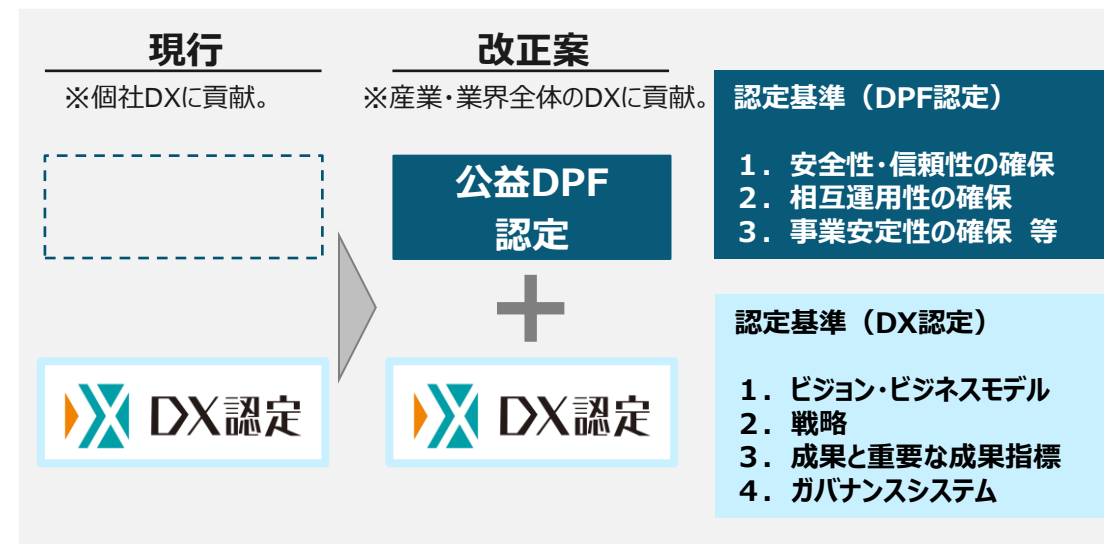 現行
※個社DXに貢献。
DX認定
改正案
※産業・業界全体のDXに貢献。
公益DPF
認定
DX認定
認定基準（DPF認定）
１．安全性・信頼性の確保
２．相互運用性の確保
３．事業安定性の確保 等
認定基準（DX認定）
１．ビジョン・ビジネスモデル
２．戦略
３．成果と重要な成果指標
４．ガバナンスシステム